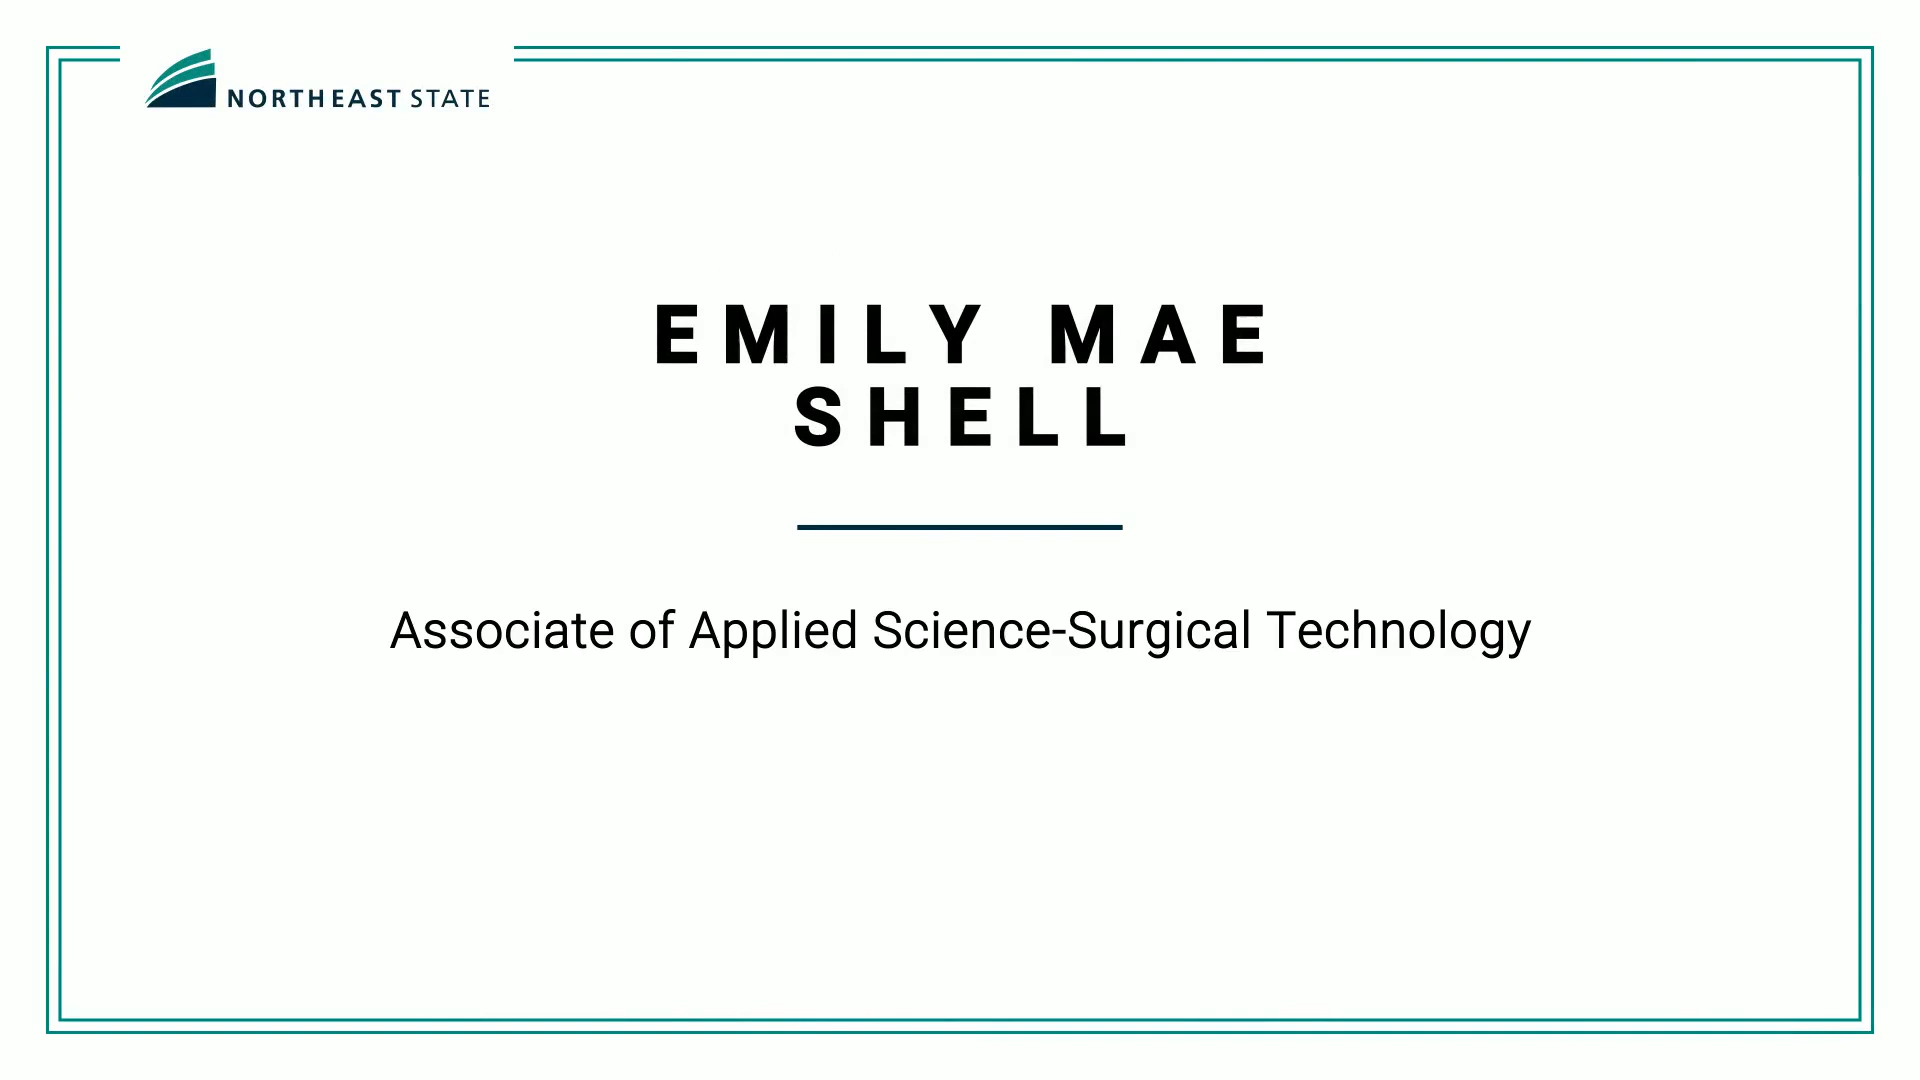 NORTHEAST STATE
EMILY MAE
SHELL
Associate of Applied Science-Surgical Technology